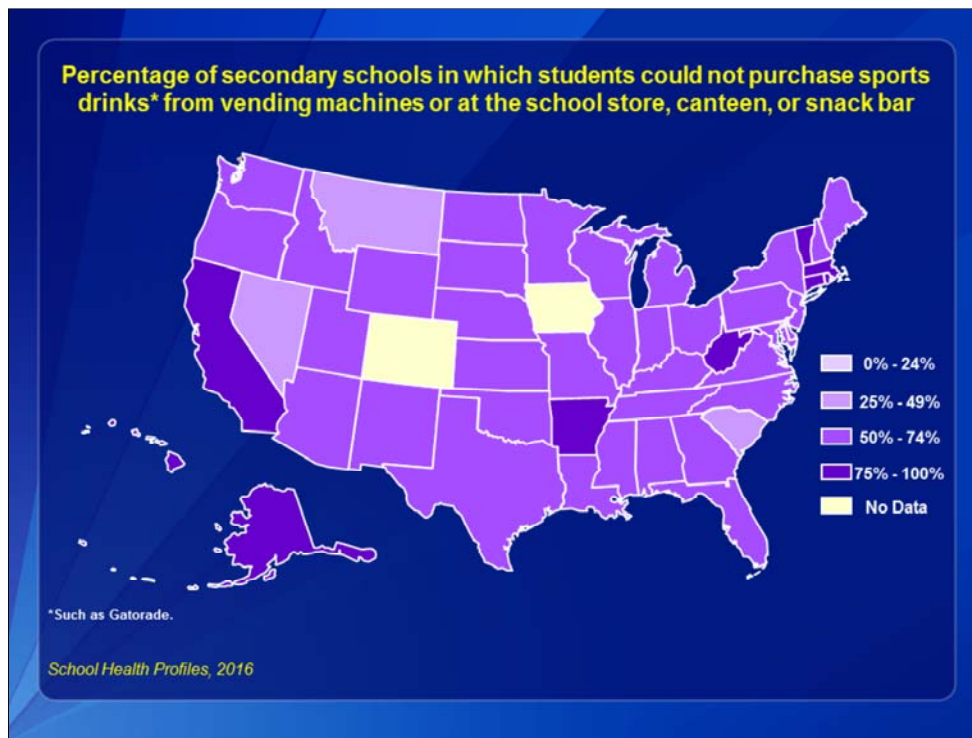 Percentage of secondary schools in which students could not purchase sports
drinks* from vending machines or at the school store, canteen, or snack bar
0% - 24%
25% - 49%
50% - 74%
75% - 100%
No Data
*Such as Gatorade.
School Health Profiles, 2016